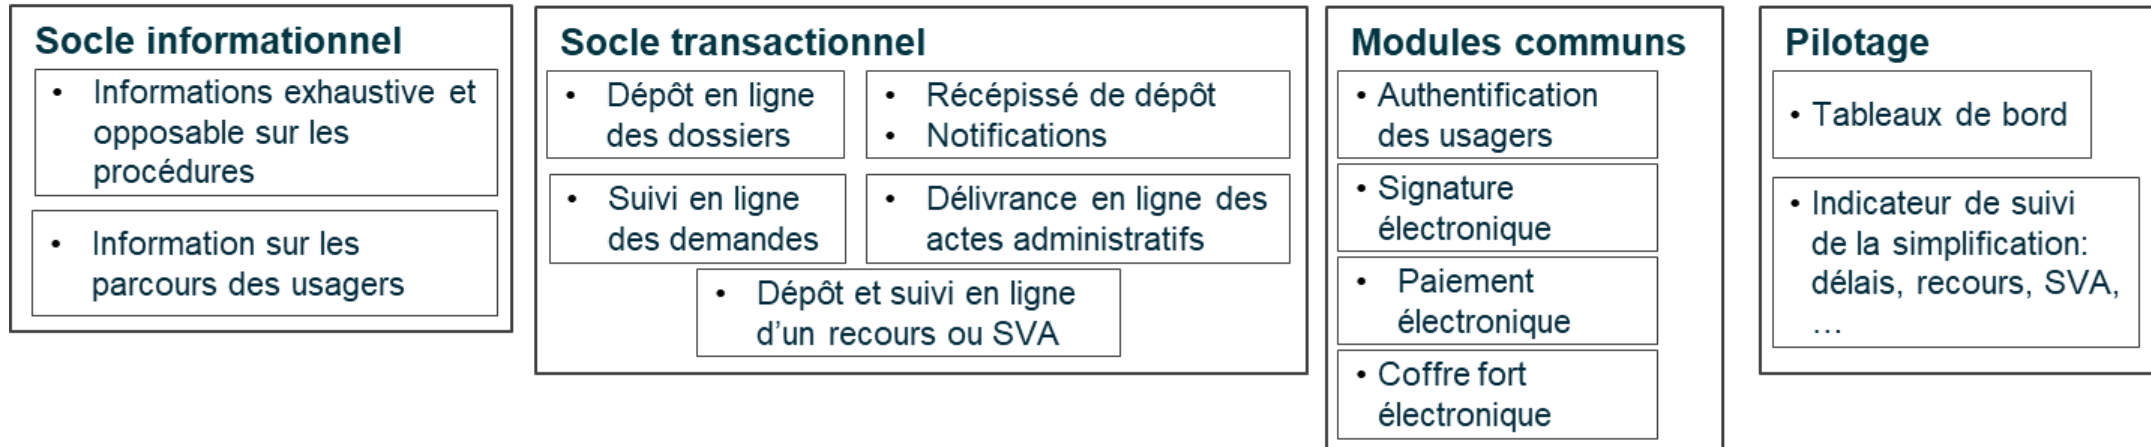 Socle informationnel
• Informations exhaustive et
opposable sur les
procédures
• Information sur les
parcours des usagers
Socle transactionnel
• Dépôt en ligne
des dossiers
• Récépissé de dépôt
• Notifications
• Suivi en ligne
des demandes
• Délivrance en ligne des
actes administratifs
• Dépôt et suivi en ligne
d'un recours ou SVA
Modules communs
• Authentification
des usagers
• Signature
électronique
• Paiement
électronique
• Coffre fort
électronique
Pilotage
• Tableaux de bord
• Indicateur de suivi
de la simplification:
délais, recours, SVA,
…